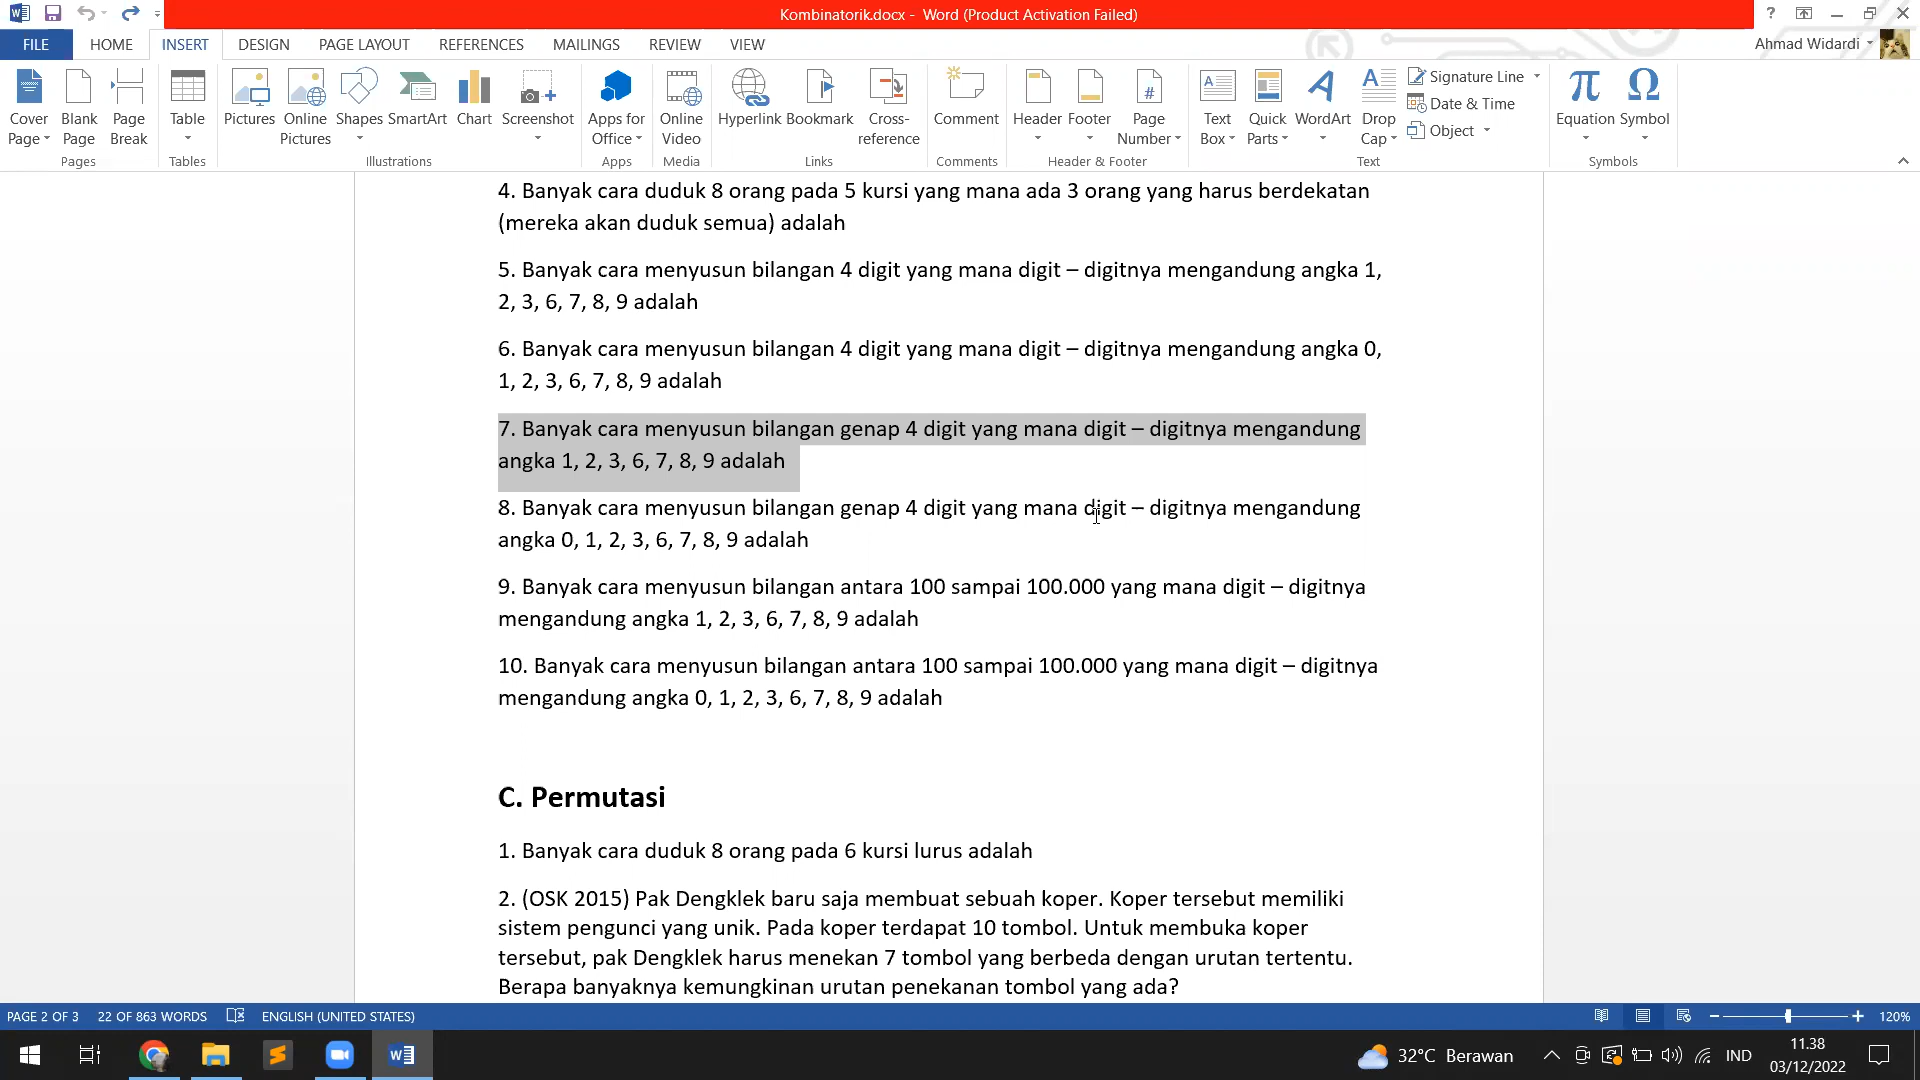 Kombinatorik.docx - Word (Product Activation Failed)
FILE HOME INSERT DESIGN PAGE LAYOUT REFERENCES MAILINGS REVIEW VIEW
Ahmad Widardi
Cover Page
Blank Page
Page Break
Table
Pictures
Online Pictures
Shapes
SmartArt
Chart
Screenshot
Apps for Office
Online Video
Hyperlink
Bookmark
Cross-reference
Comment
Header
Footer
Page Number
Text Box
Quick Parts
WordArt
Drop Cap
Signature Line
Date & Time
Object
Equation
Symbol
Pages Tables Illustrations Apps Media Links Comments Header & Footer Text Symbols
4. Banyak cara duduk 8 orang pada 5 kursi yang mana ada 3 orang yang harus berdekatan
(mereka akan duduk semua) adalah
5. Banyak cara menyusun bilangan 4 digit yang mana digit – digitnya mengandung angka 1,
2, 3, 6, 7, 8, 9 adalah
6. Banyak cara menyusun bilangan 4 digit yang mana digit – digitnya mengandung angka 0,
1, 2, 3, 6, 7, 8, 9 adalah
7. Banyak cara menyusun bilangan genap 4 digit yang mana digit – digitnya mengandung
angka 1, 2, 3, 6, 7, 8, 9 adalah
8. Banyak cara menyusun bilangan genap 4 digit yang mana digit – digitnya mengandung
angka 0, 1, 2, 3, 6, 7, 8, 9 adalah
9. Banyak cara menyusun bilangan antara 100 sampai 100.000 yang mana digit – digitnya
mengandung angka 1, 2, 3, 6, 7, 8, 9 adalah
10. Banyak cara menyusun bilangan antara 100 sampai 100.000 yang mana digit – digitnya
mengandung angka 0, 1, 2, 3, 6, 7, 8, 9 adalah
C. Permutasi
1. Banyak cara duduk 8 orang pada 6 kursi lurus adalah
2. (OSK 2015) Pak Dengklek baru saja membuat sebuah koper. Koper tersebut memiliki
sistem pengunci yang unik. Pada koper terdapat 10 tombol. Untuk membuka koper
tersebut, pak Dengklek harus menekan 7 tombol yang berbeda dengan urutan tertentu.
Berapa banyaknya kemungkinan urutan penekanan tombol yang ada?
PAGE 2 OF 3 22 OF 863 WORDS ENGLISH (UNITED STATES) 120%
32°C Berawan IND 11.38
03/12/2022